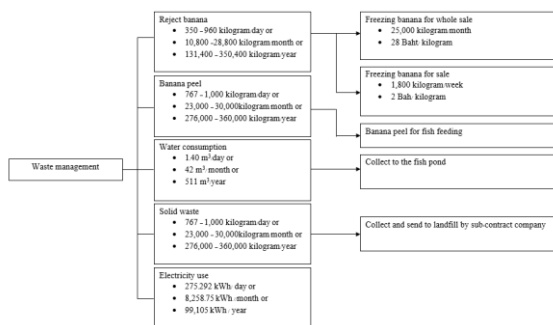 Waste management
Reject banana
• 350 – 960 kilogram/day or
• 10,800 –28,800 kilogram/month or
• 131,400 – 350,400 kilogram/year
Banana peel
• 767 – 1,000 kilogram/day or
• 23,000 – 30,000kilogram/month or
• 276,000 – 360,000 kilogram/year
Water consumption
• 1.40 m³/day or
• 42 m³/month or
• 511 m³/year
Solid waste
• 767 – 1,000 kilogram/day or
• 23,000 – 30,000kilogram/month or
• 276,000 – 360,000 kilogram/year
Electricity use
• 275.292 kWh/ day or
• 8,258.75 kWh /month or
• 99,105 kWh / year
Freezing banana for whole sale
• 25,000 kilogram/month
• 28 Baht/ kilogram
Freezing banana for sale
• 1,800 kilogram/week
• 2 Bah/ kilogram
Banana peel for fish feeding
Collect to the fish pond
Collect and send to landfill by sub-contract company